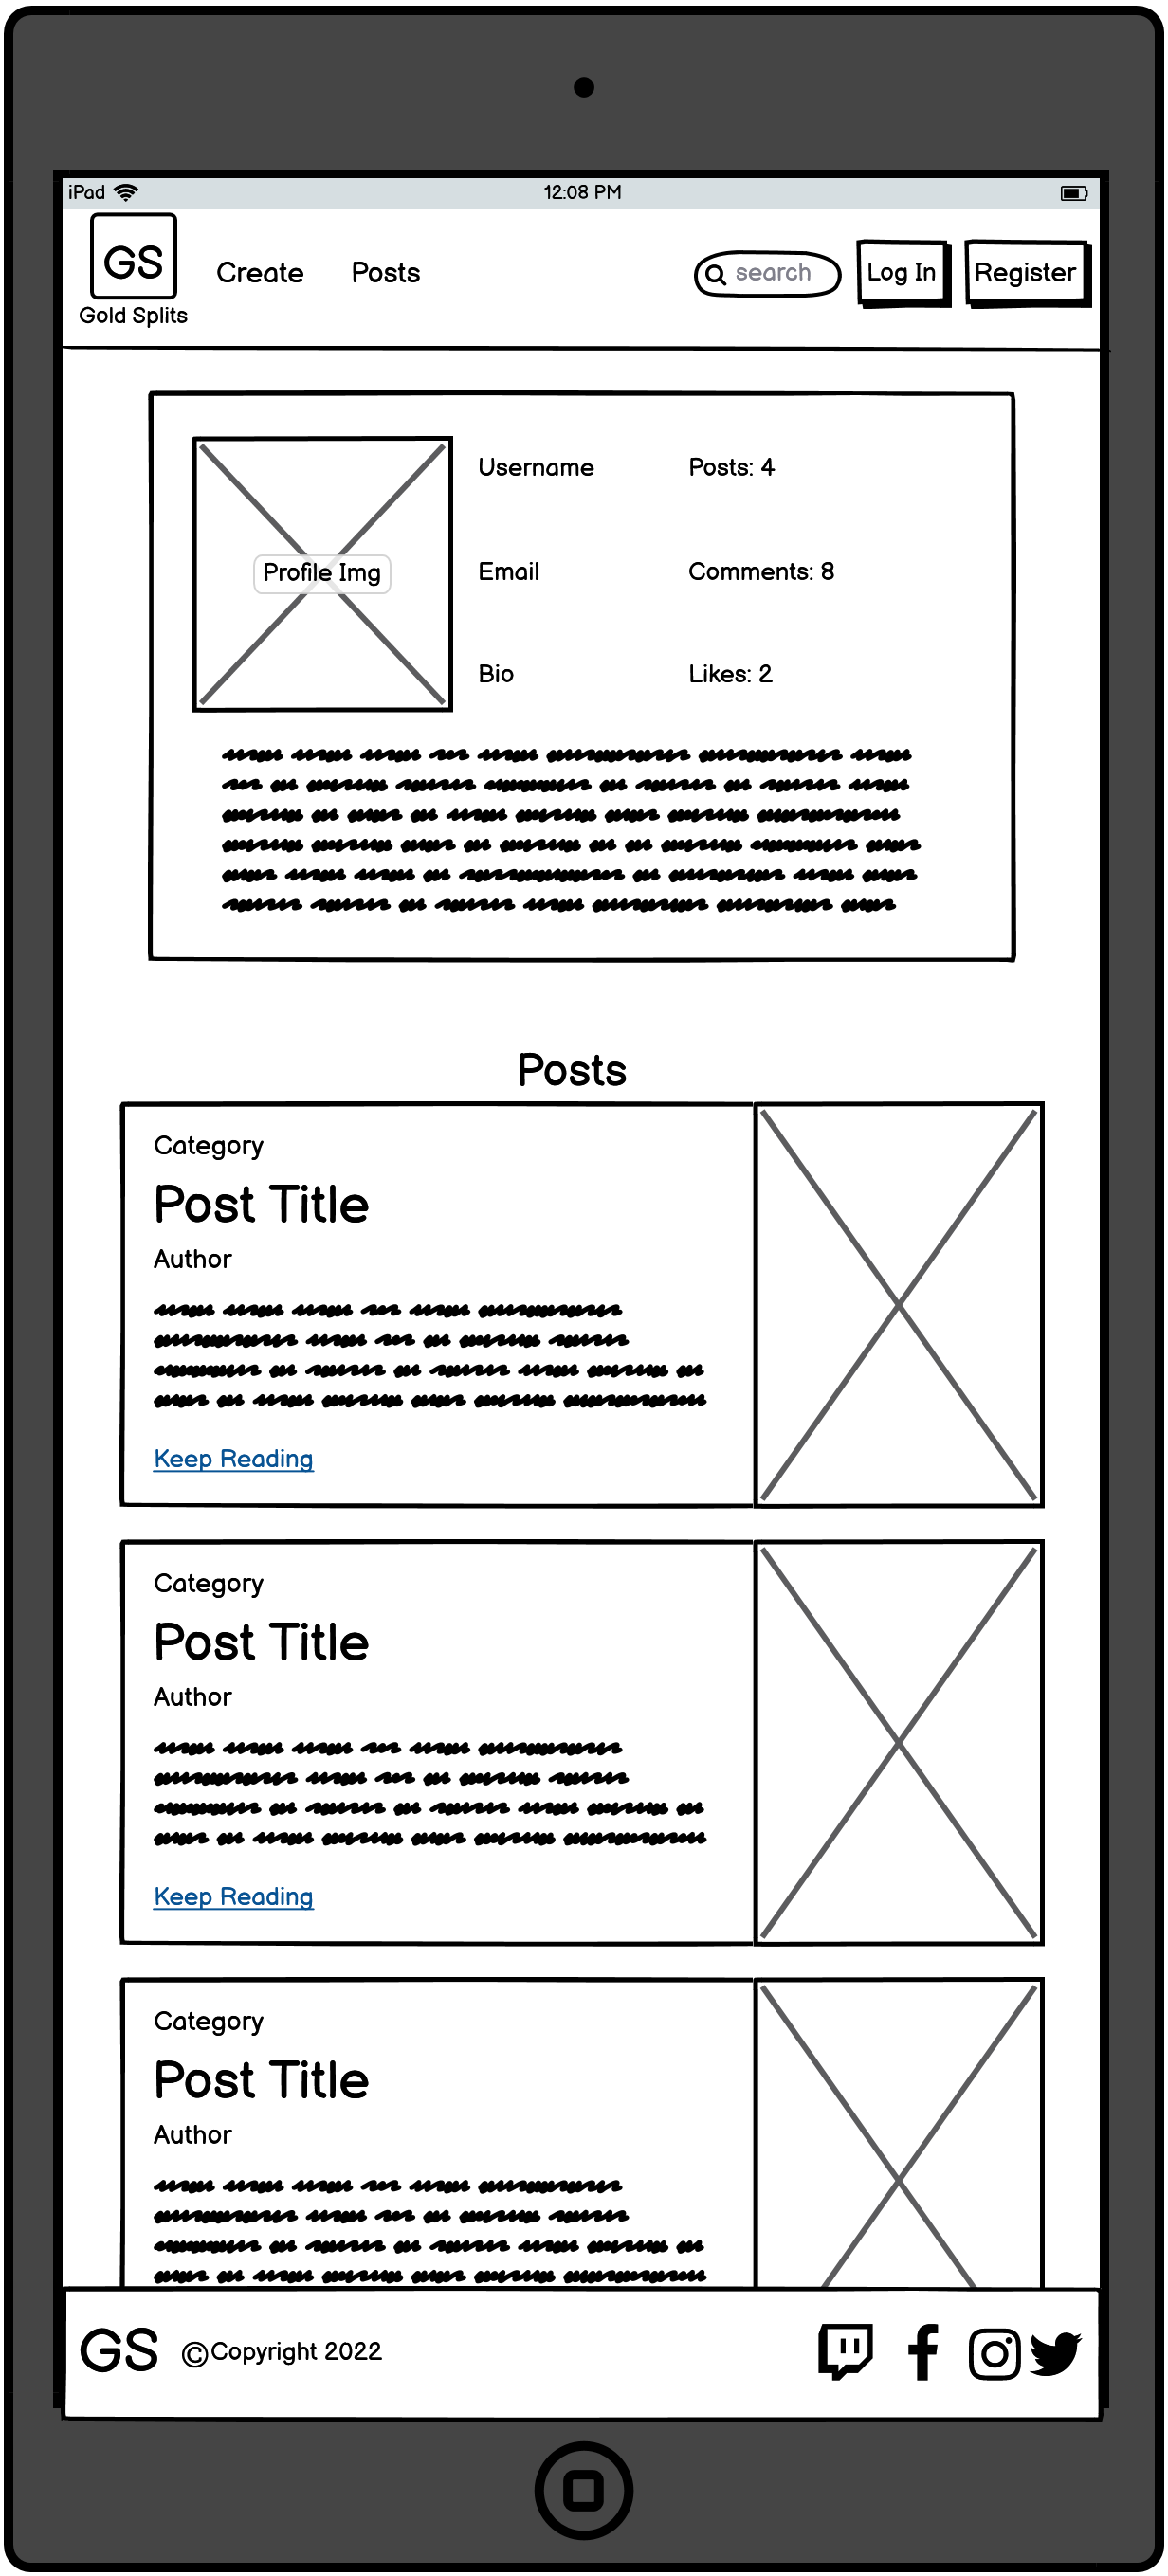 iPad 12:08 PM
GS
Gold Splits
Create Posts search Log In Register
Profile Img
Username Posts: 4
Email Comments: 8
Bio Likes: 2
Posts
Category
Post Title
Author
Keep Reading
Category
Post Title
Author
Keep Reading
Category
Post Title
Author
GS ©Copyright 2022